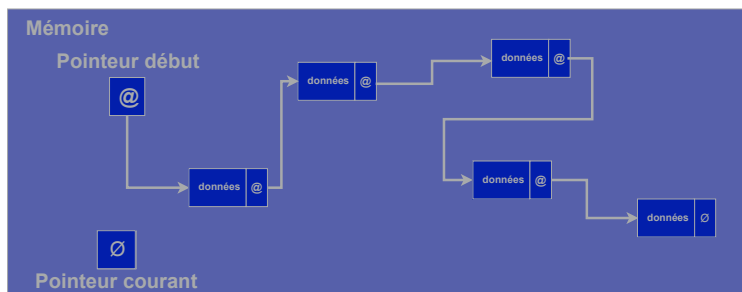 Mémoire
Pointeur début
@
données @
données @
données @
données @
données Ø
Ø
Pointeur courant